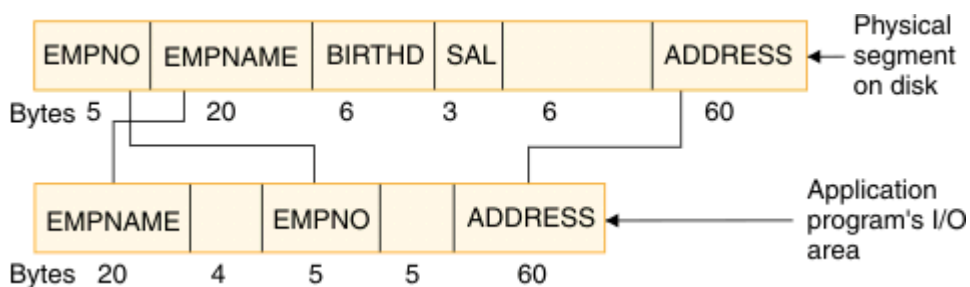 EMPNO EMPNAME BIRTHD SAL ADDRESS
Physical
segment
on disk
Bytes 5 20 6 3 6 60
EMPNAME EMPNO ADDRESS
Application
program's I/O
area
Bytes 20 4 5 5 60